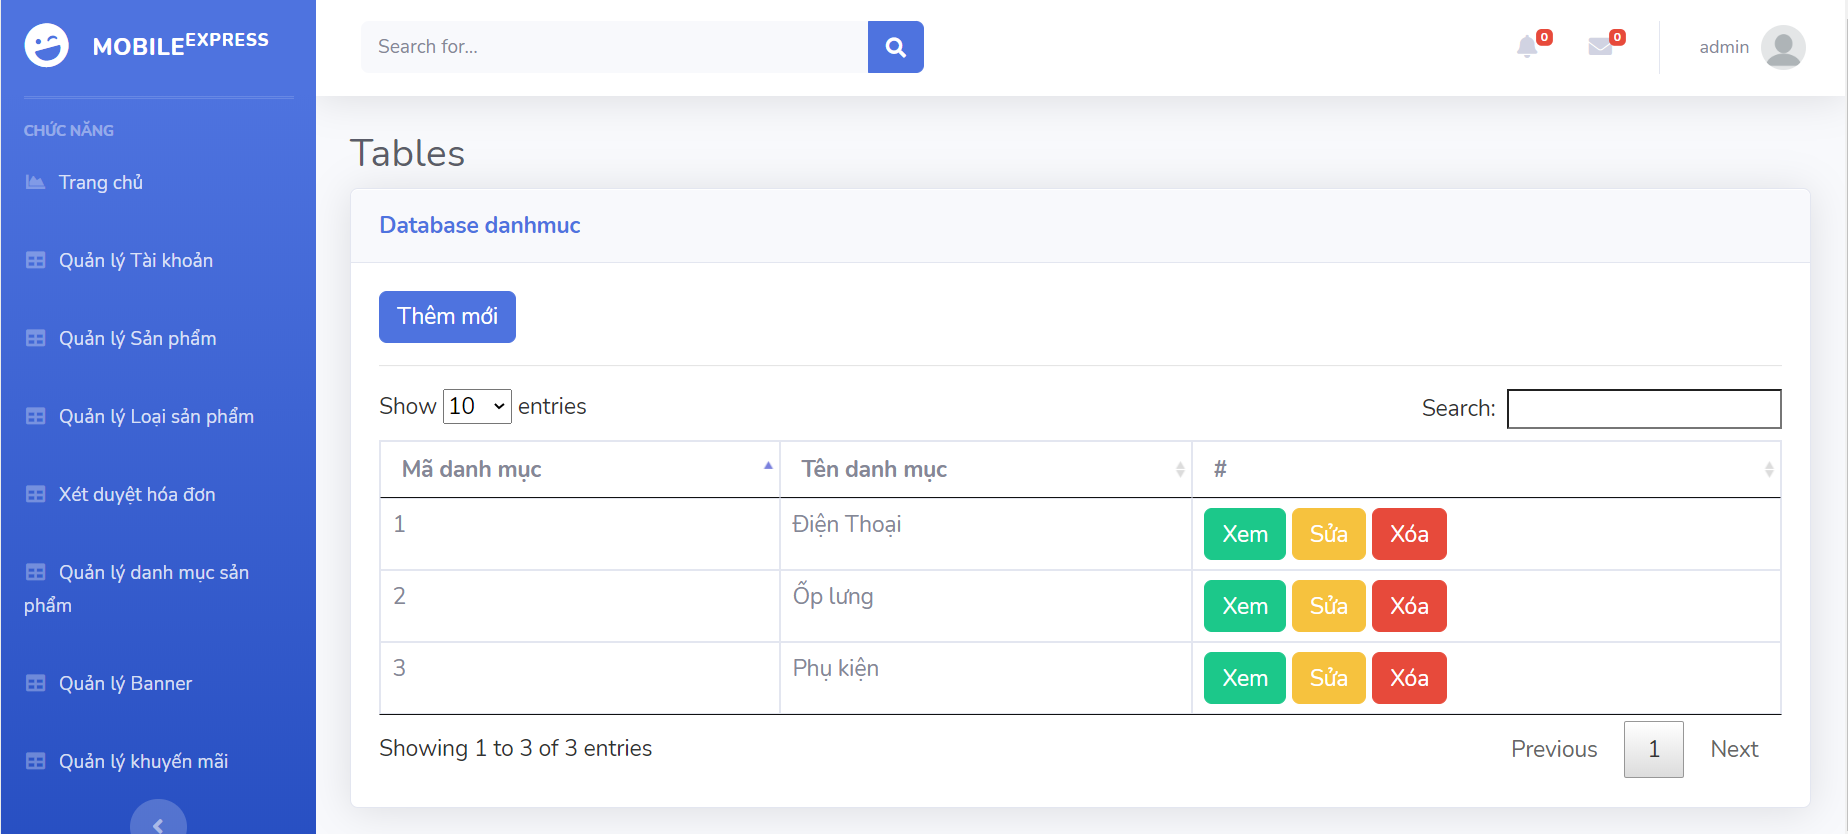 MOBILEEXPRESS
Search for...
0
0
admin
CHỨC NĂNG
Trang chủ
Quản lý Tài khoản
Quản lý Sản phẩm
Quản lý Loại sản phẩm
Xét duyệt hóa đơn
Quản lý danh mục sản
phẩm
Quản lý Banner
Quản lý khuyến mãi
Tables
Database danhmuc
Thêm mới
Show 10 entries
Search:
Mã danh mục Tên danh mục #
1 Điện Thoại Xem Sửa Xóa
2 Ốp lưng Xem Sửa Xóa
3 Phụ kiện Xem Sửa Xóa
Showing 1 to 3 of 3 entries
Previous 1 Next